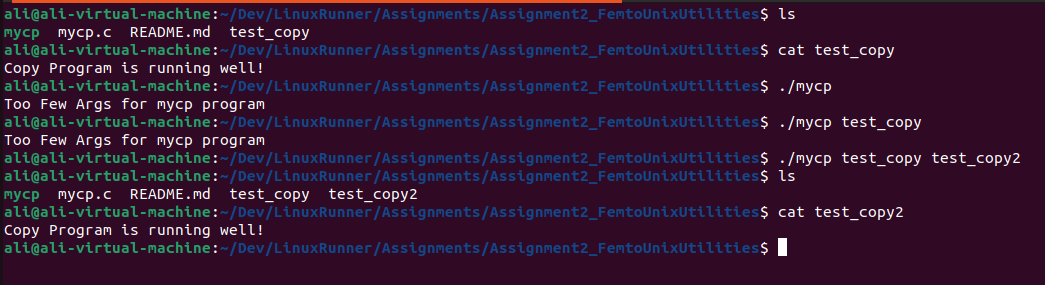 ali@ali-virtual-machine:~/Dev/LinuxRunner/Assignments/Assignment2_FemtoUnixUtilities$ ls
mycp  mycp.c  README.md  test_copy
ali@ali-virtual-machine:~/Dev/LinuxRunner/Assignments/Assignment2_FemtoUnixUtilities$ cat test_copy
Copy Program is running well!
ali@ali-virtual-machine:~/Dev/LinuxRunner/Assignments/Assignment2_FemtoUnixUtilities$ ./mycp
Too Few Args for mycp program
ali@ali-virtual-machine:~/Dev/LinuxRunner/Assignments/Assignment2_FemtoUnixUtilities$ ./mycp test_copy
Too Few Args for mycp program
ali@ali-virtual-machine:~/Dev/LinuxRunner/Assignments/Assignment2_FemtoUnixUtilities$ ./mycp test_copy test_copy2
ali@ali-virtual-machine:~/Dev/LinuxRunner/Assignments/Assignment2_FemtoUnixUtilities$ ls
mycp  mycp.c  README.md  test_copy  test_copy2
ali@ali-virtual-machine:~/Dev/LinuxRunner/Assignments/Assignment2_FemtoUnixUtilities$ cat test_copy2
Copy Program is running well!
ali@ali-virtual-machine:~/Dev/LinuxRunner/Assignments/Assignment2_FemtoUnixUtilities$